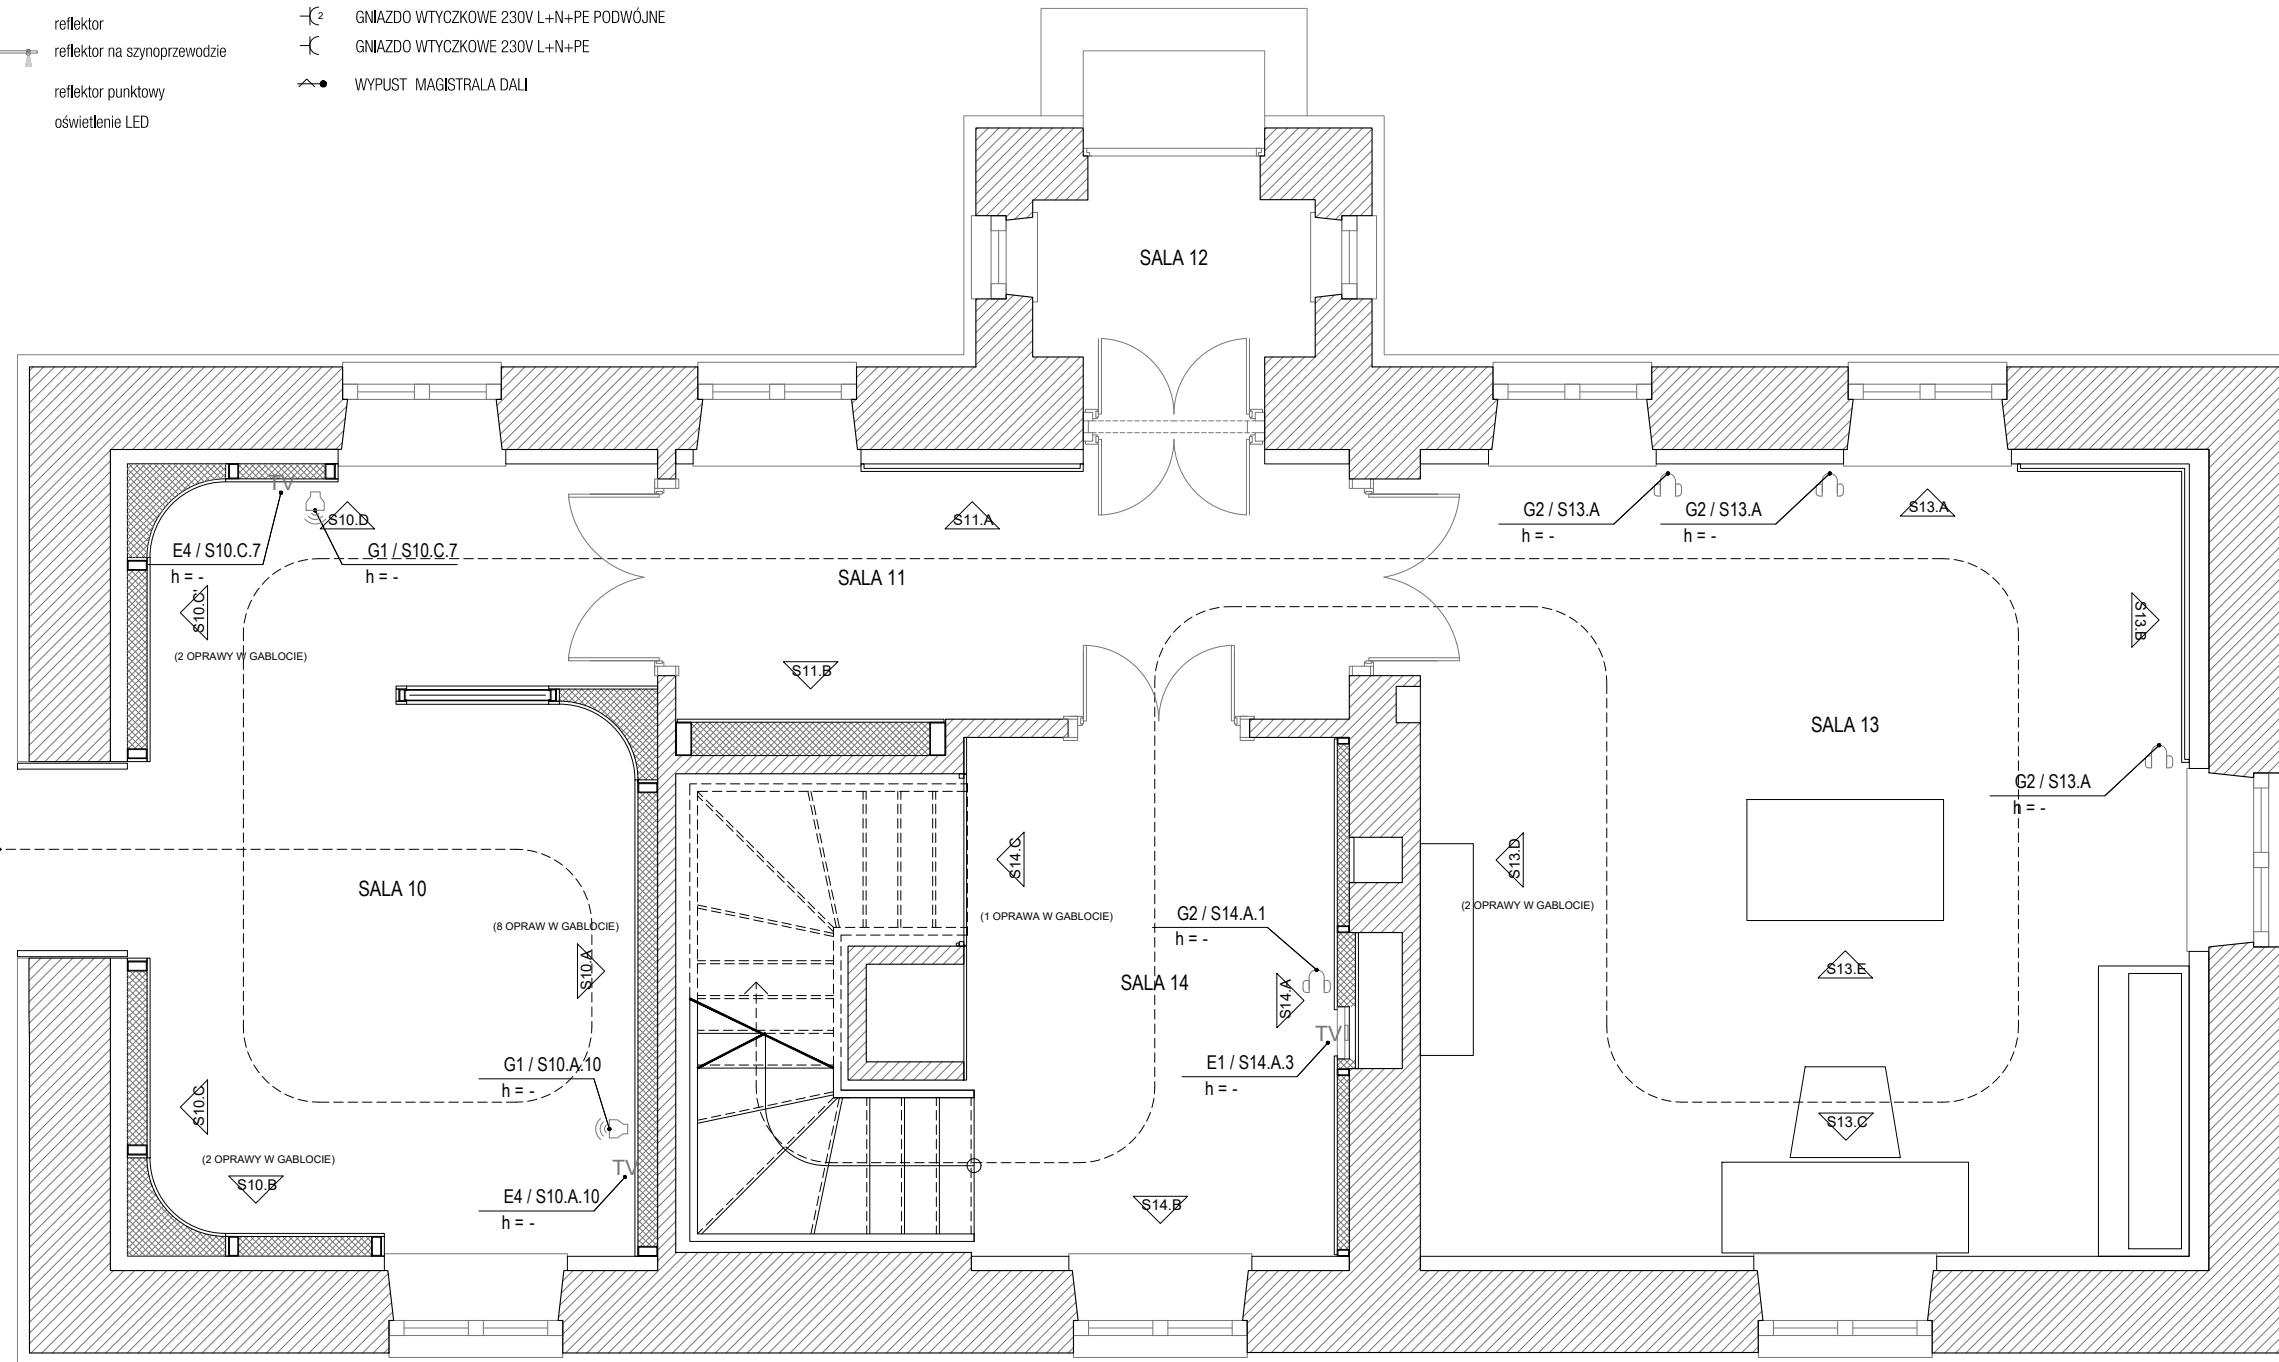 reflektor
reflektor na szynoprzewodzie
reflektor punktowy
oświetlenie LED
2 GNIAZDO WTYCZKOWE 230V L+N+PE PODWÓJNE
GNIAZDO WTYCZKOWE 230V L+N+PE
WYPUST MAGISTRALA DALI
SALA 12
TV
S10.D
E4 / S10.C.7
h = -
G1 / S10.C.7
h = -
S10.C'
(2 OPRAWY W GABLOCIE)
S11.A
SALA 11
S11.B
G2 / S13.A
h = -
G2 / S13.A
h = -
S13.A
S13.B
SALA 13
G2 / S13.A
h = -
SALA 10
(8 OPRAW W GABLOCIE)
S10.A
G1 / S10.A.10
h = -
S10.C
(2 OPRAWY W GABLOCIE)
S10.B
TV
E4 / S10.A.10
h = -
S14.C
(1 OPRAWA W GABLOCIE)
G2 / S14.A.1
h = -
SALA 14
S14.A
TV
E1 / S14.A.3
h = -
S14.B
S13.D
(2 OPRAWY W GABLOCIE)
S13.E
S13.C